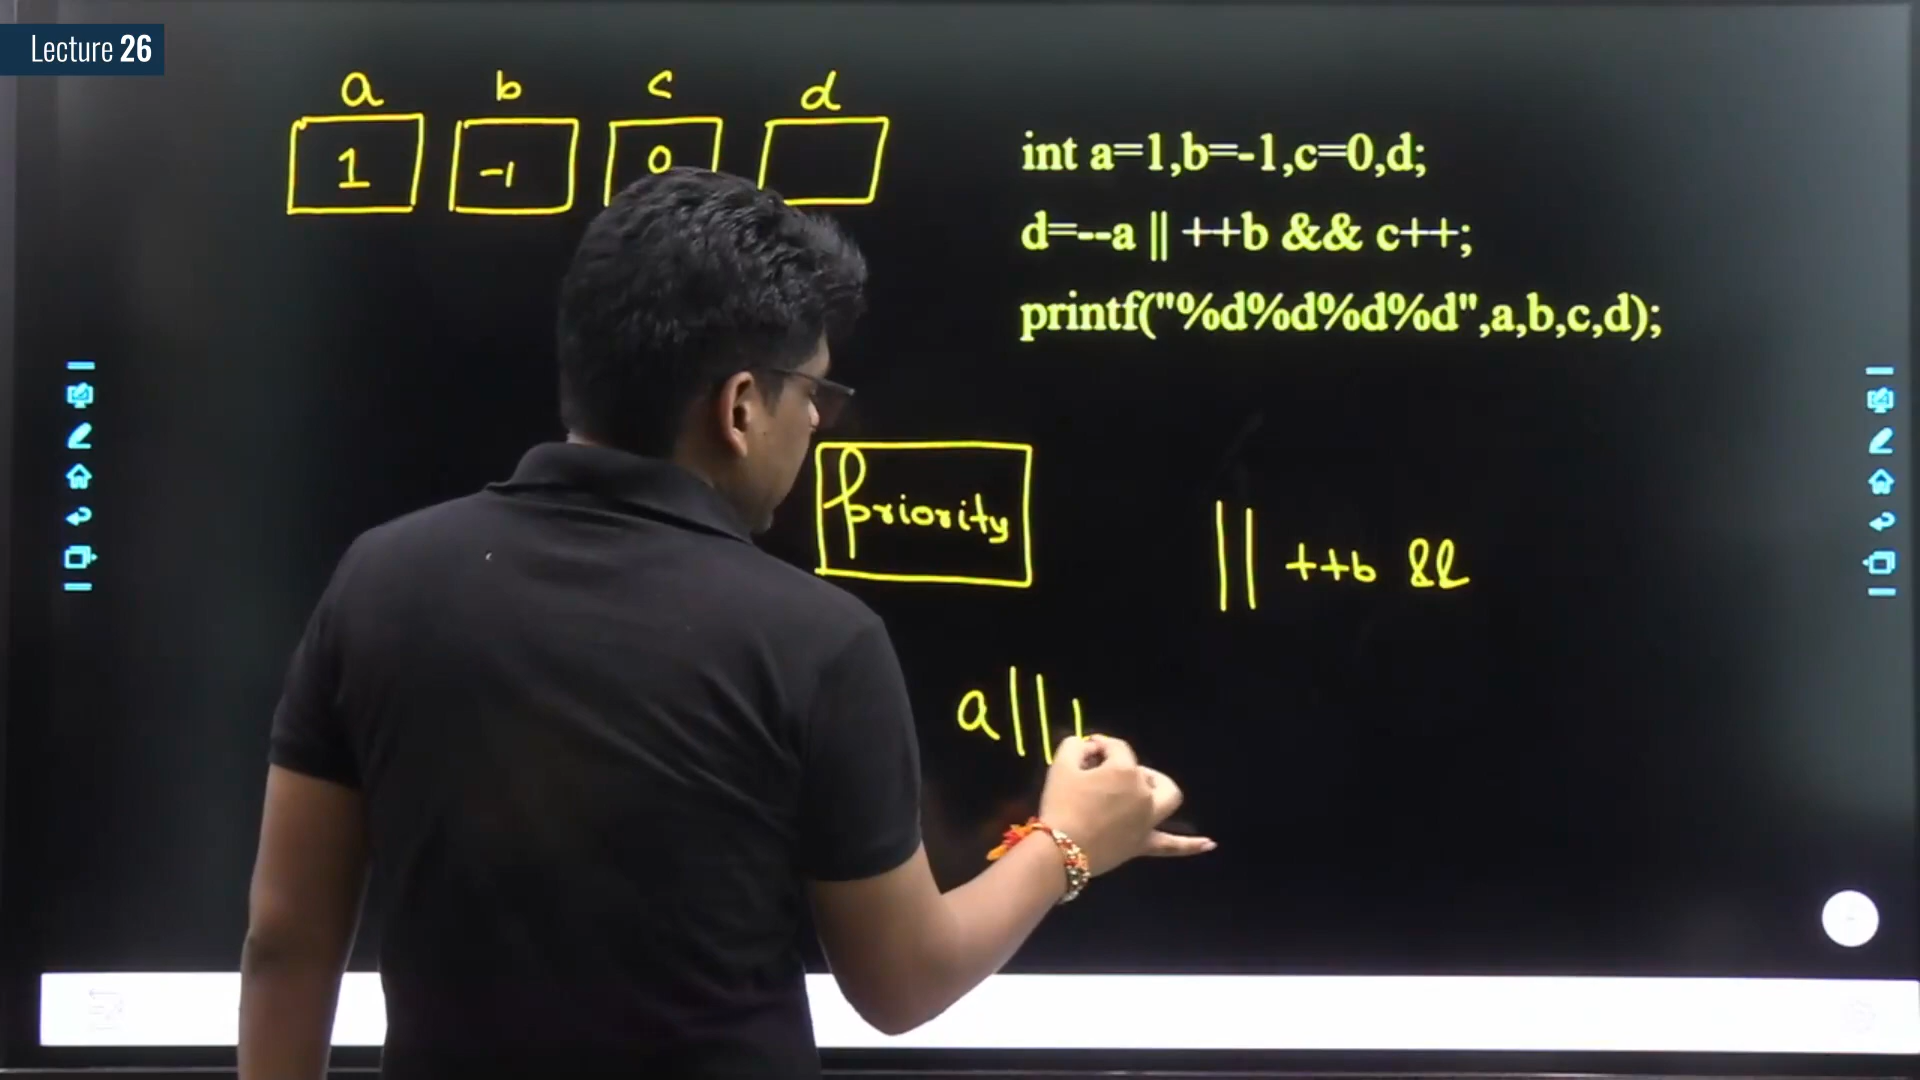 Lecture 26
a b c d
1 -1 0
int a=1,b=-1,c=0,d;
d=--a || ++b && c++;
printf("%d%d%d%d",a,b,c,d);
Priority
|| ++b &&
a||